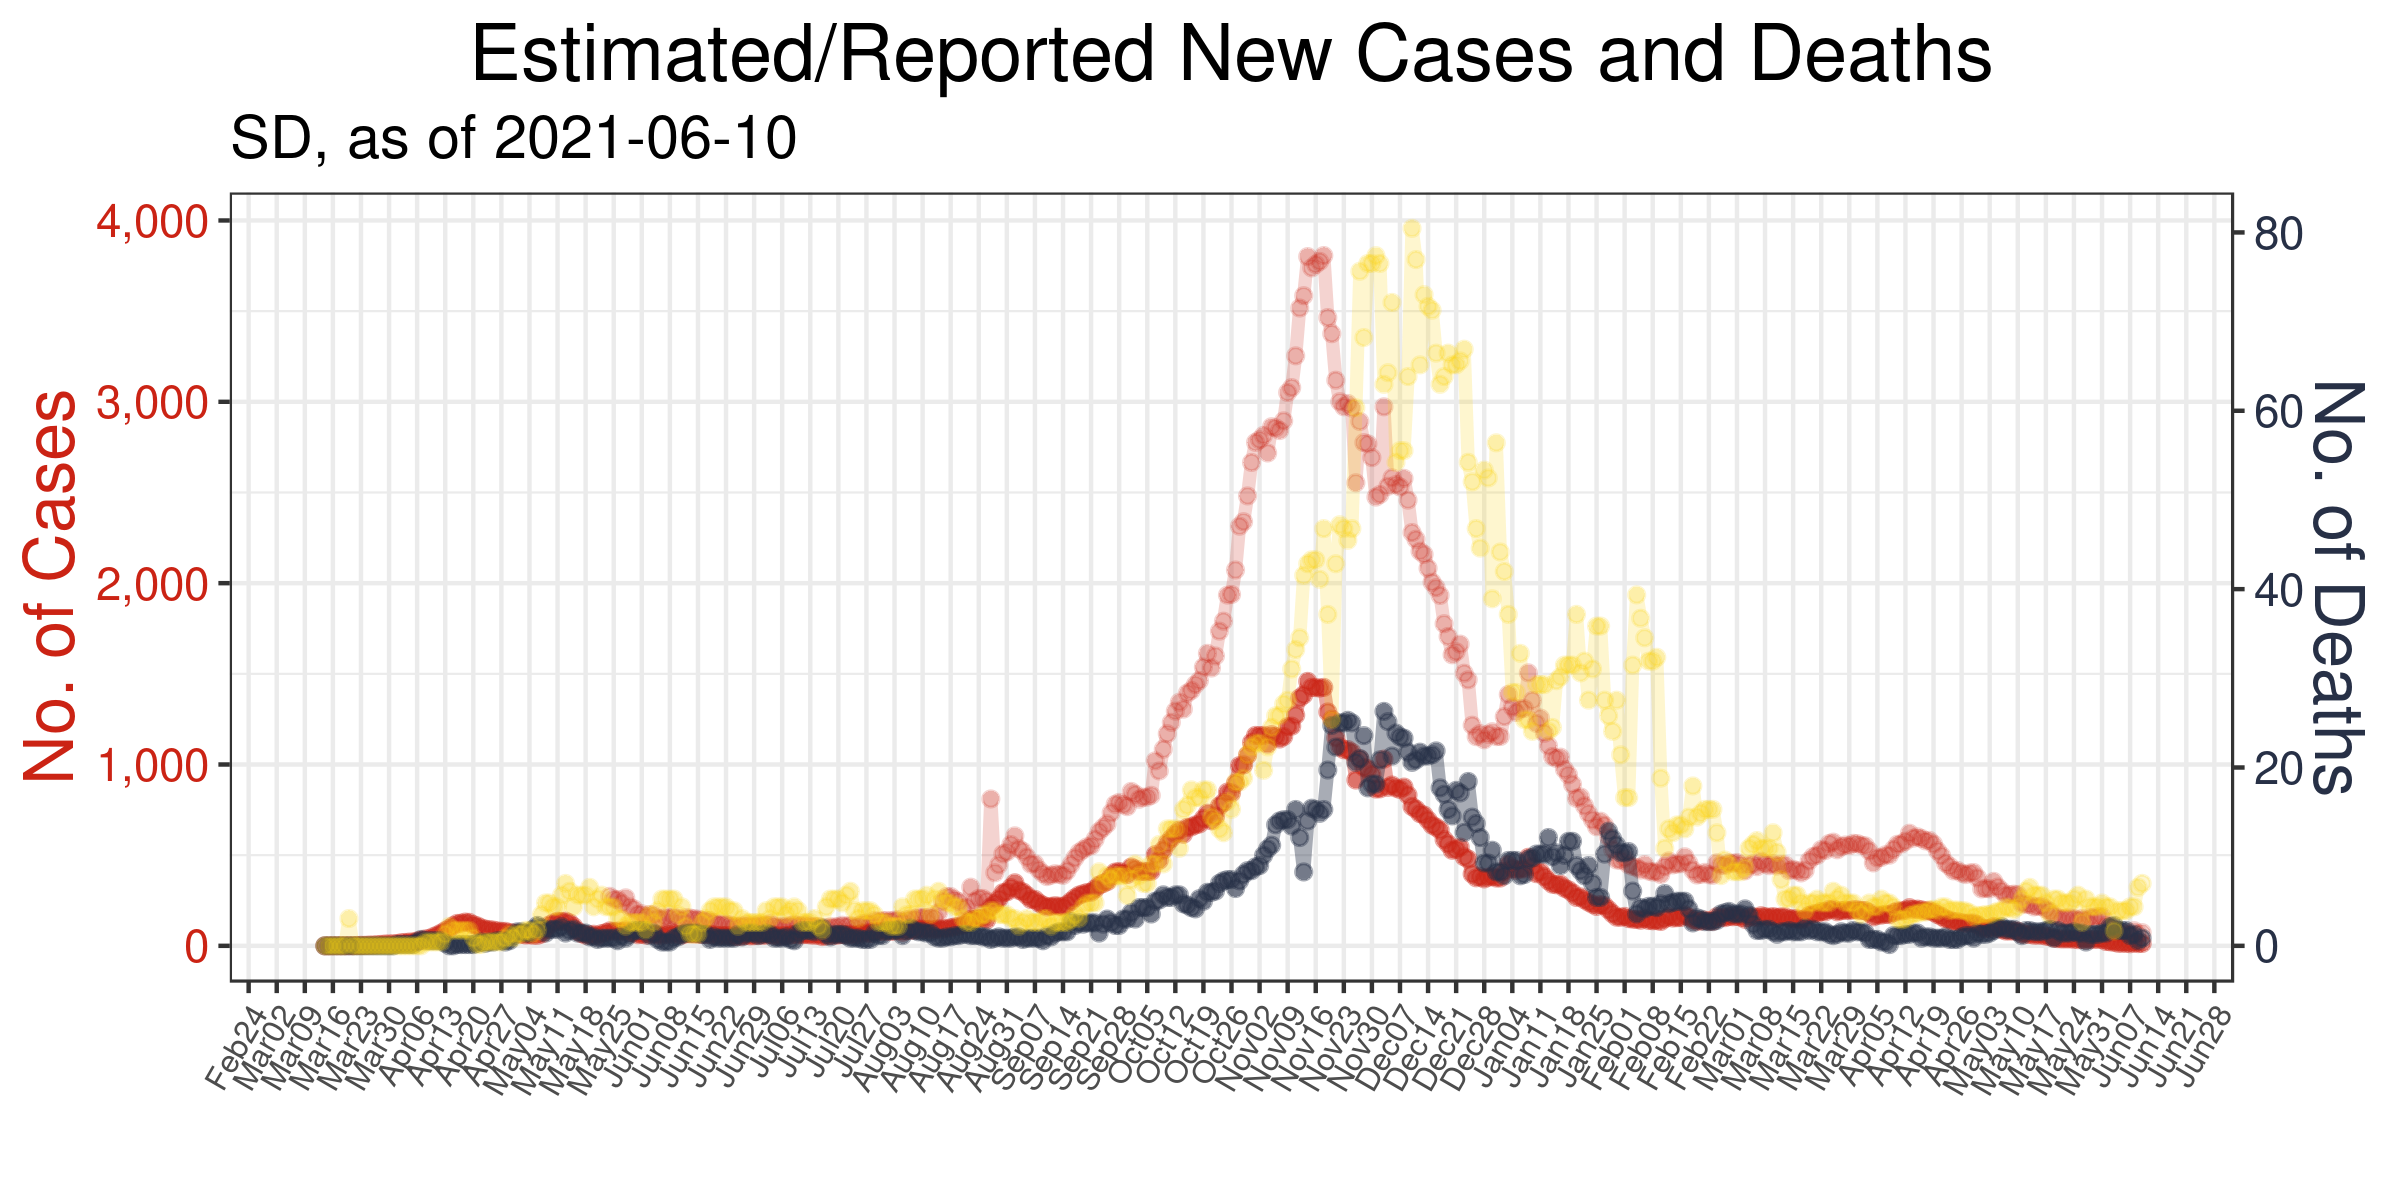 Estimated/Reported New Cases and Deaths
SD, as of 2021-06-10
No. of Cases
4,000
3,000
2,000
1,000
0
80
60
40
20
0
No. of Deaths
Feb24
Mar02
Mar09
Mar16
Mar23
Mar30
Apr06
Apr13
Apr20
Apr27
May04
May11
May18
May25
Jun01
Jun08
Jun15
Jun22
Jun29
Jul06
Jul13
Jul20
Jul27
Aug03
Aug10
Aug17
Aug24
Aug31
Sep07
Sep14
Sep21
Sep28
Oct05
Oct12
Oct19
Oct26
Nov02
Nov09
Nov16
Nov23
Nov30
Dec07
Dec14
Dec21
Dec28
Jan04
Jan11
Jan18
Jan25
Feb01
Feb08
Feb15
Feb22
Mar01
Mar08
Mar15
Mar22
Mar29
Apr05
Apr12
Apr19
Apr26
May03
May10
May17
May24
May31
Jun07
Jun14
Jun21
Jun28